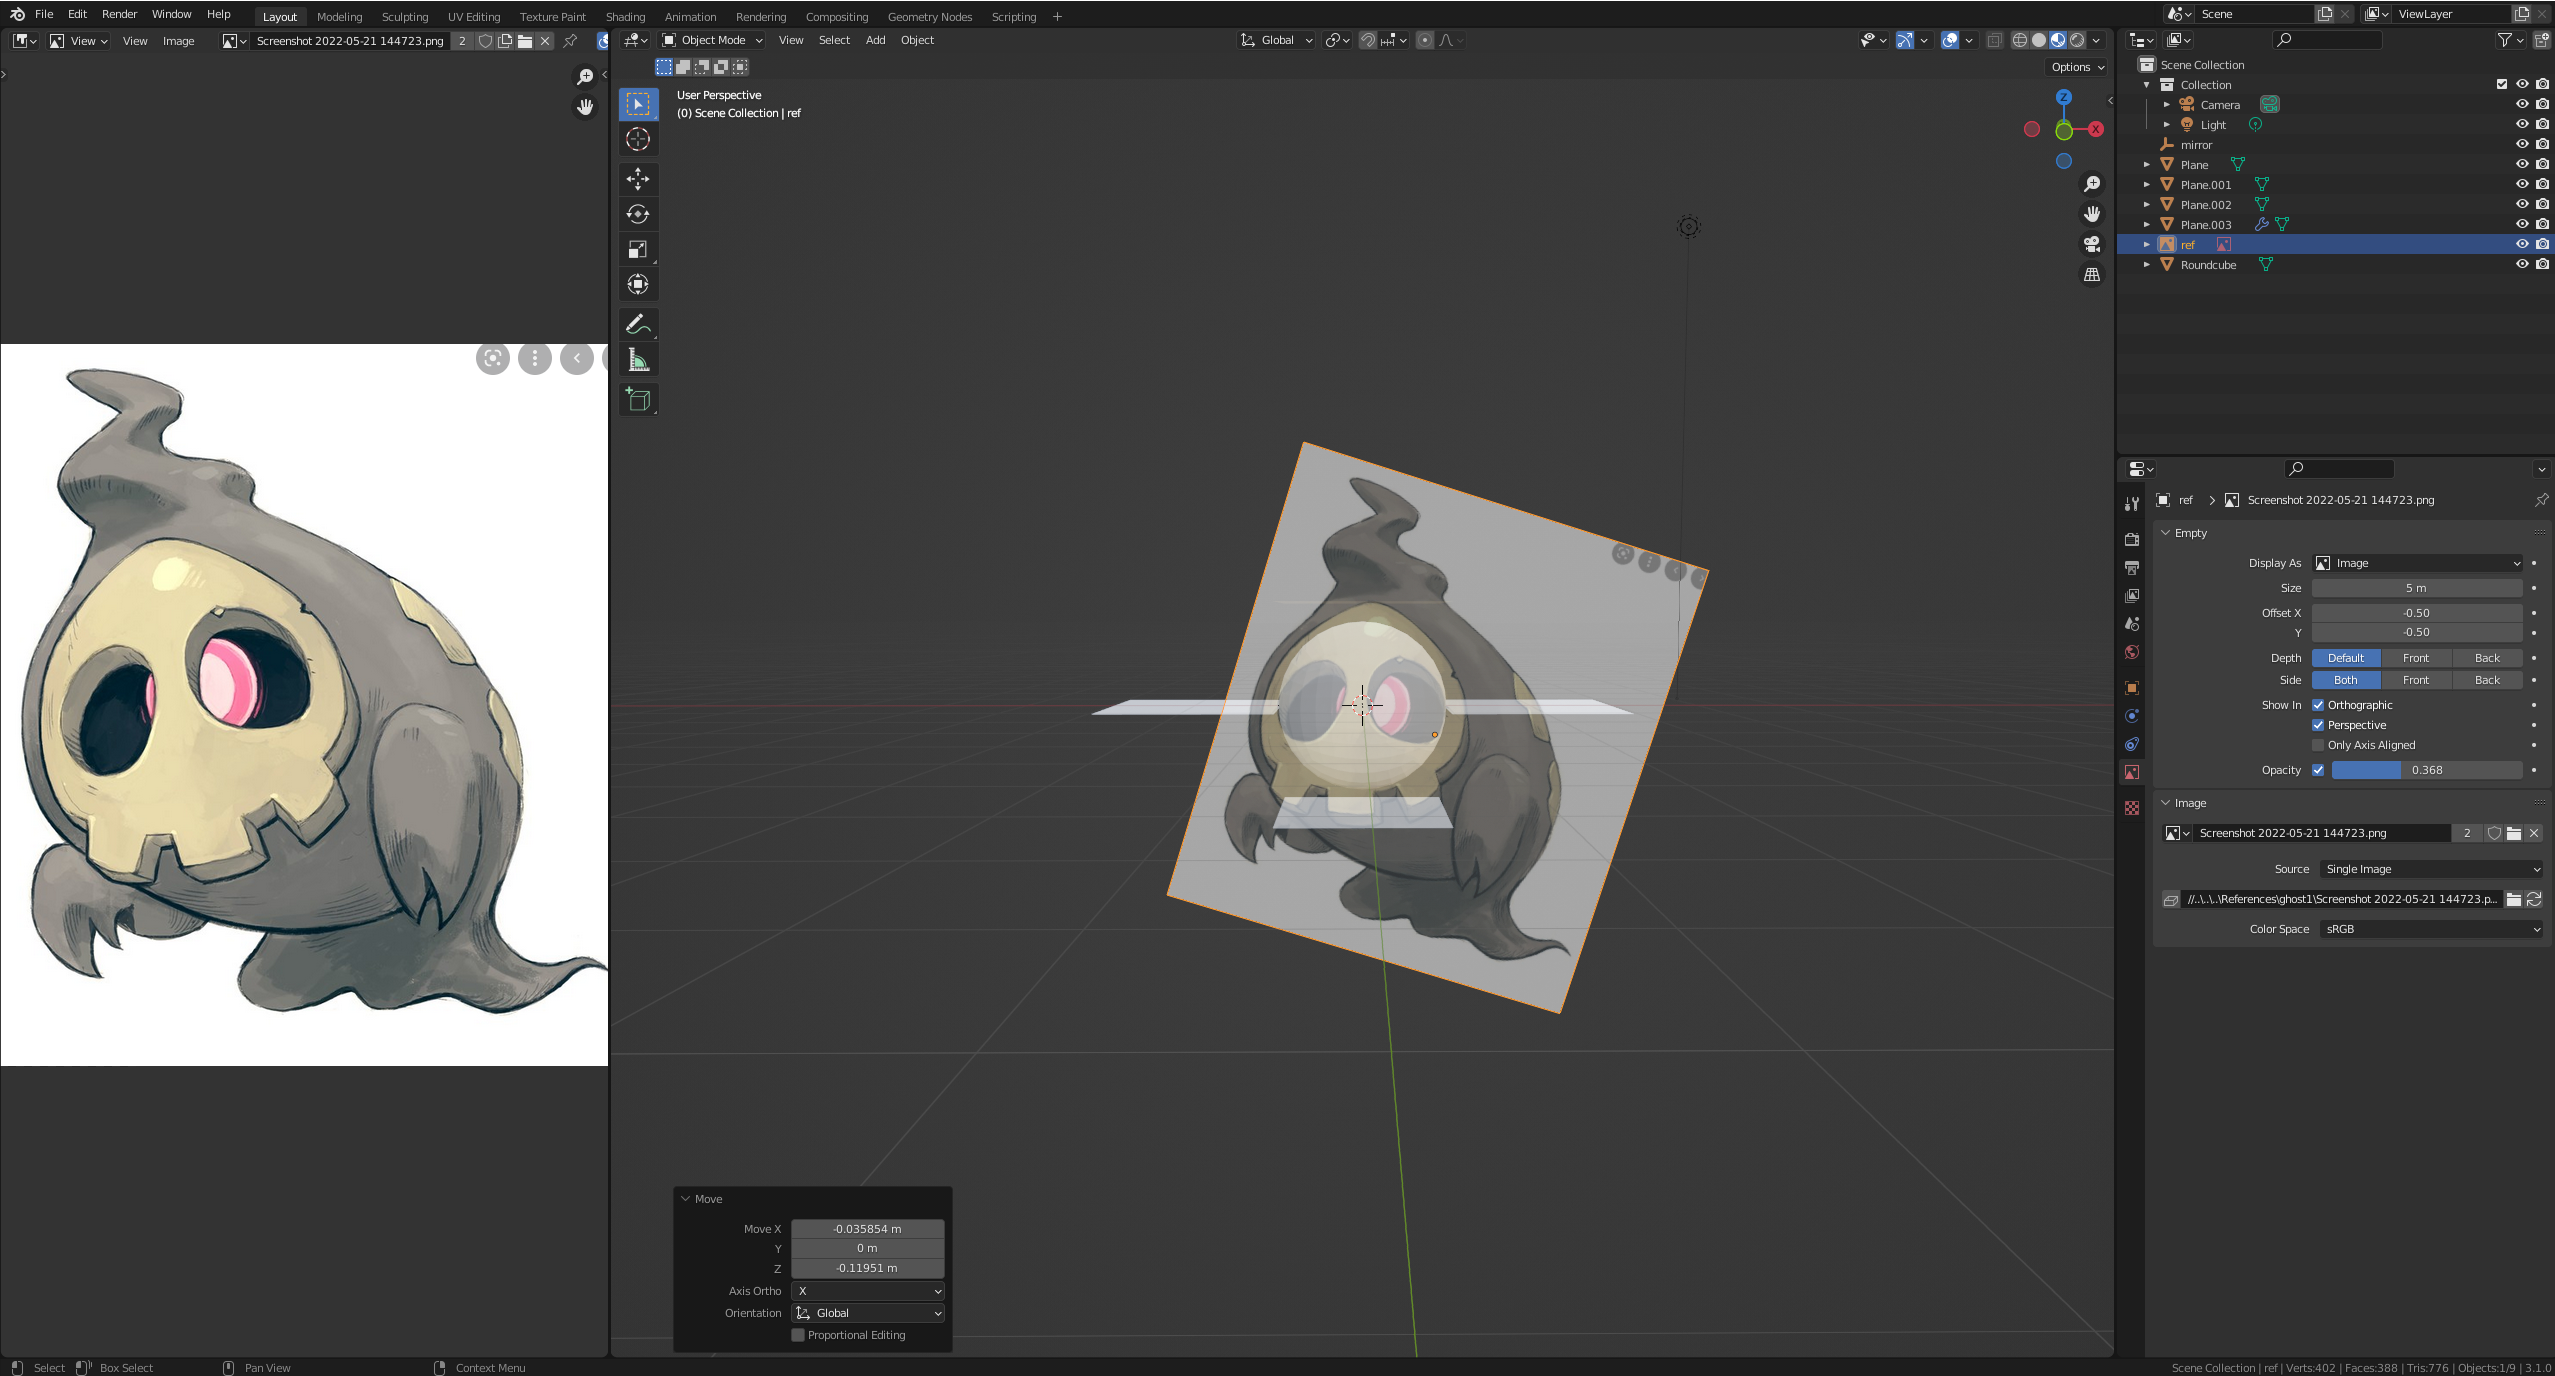 File Edit Render Window Help Layout Modeling Sculpting UV Editing Texture Paint Shading Animation Rendering Compositing Geometry Nodes Scripting + Scene ViewLayer
View View Image Screenshot 2022-05-21 144723.png 2 Object Mode View Select Add Object Global
Options
User Perspective
(0) Scene Collection | ref
Z
X
Scene Collection
Collection
Camera
Light
mirror
Plane
Plane.001
Plane.002
Plane.003
ref
Roundcube
ref Screenshot 2022-05-21 144723.png
Empty
Display As Image
Size 5 m
Offset X -0.50
Y -0.50
Depth Default Front Back
Side Both Front Back
Show In Orthographic
Perspective
Only Axis Aligned
Opacity 0.368
Image
Screenshot 2022-05-21 144723.png 2
Source Single Image
//..\..\..\References\ghost1\Screenshot 2022-05-21 144723.p...
Color Space sRGB
Move
Move X -0.035854 m
Y 0 m
Z -0.11951 m
Axis Ortho X
Orientation Global
Proportional Editing
Select Box Select Pan View Context Menu Scene Collection | ref | Verts:402 | Faces:388 | Tris:776 | Objects:1/9 | 3.1.0